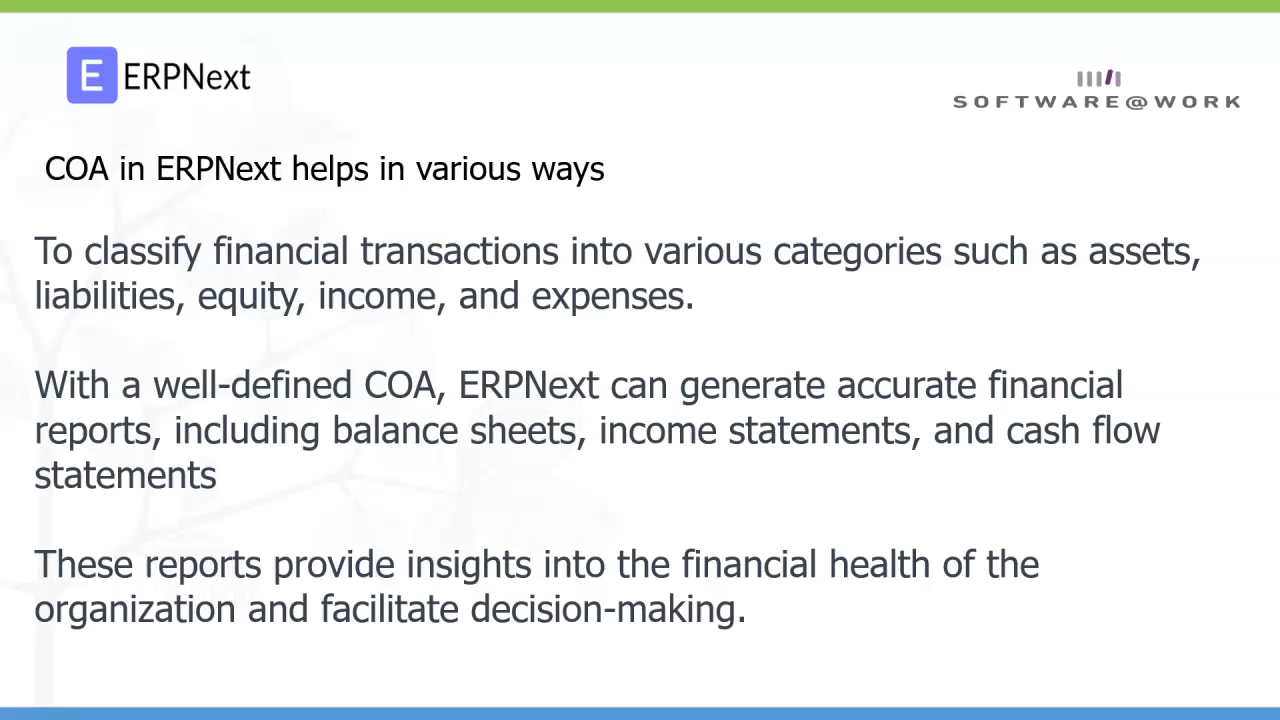 E ERPNext
SOFTWARE@WORK
COA in ERPNext helps in various ways
To classify financial transactions into various categories such as assets,
liabilities, equity, income, and expenses.
With a well-defined COA, ERPNext can generate accurate financial
reports, including balance sheets, income statements, and cash flow
statements
These reports provide insights into the financial health of the
organization and facilitate decision-making.